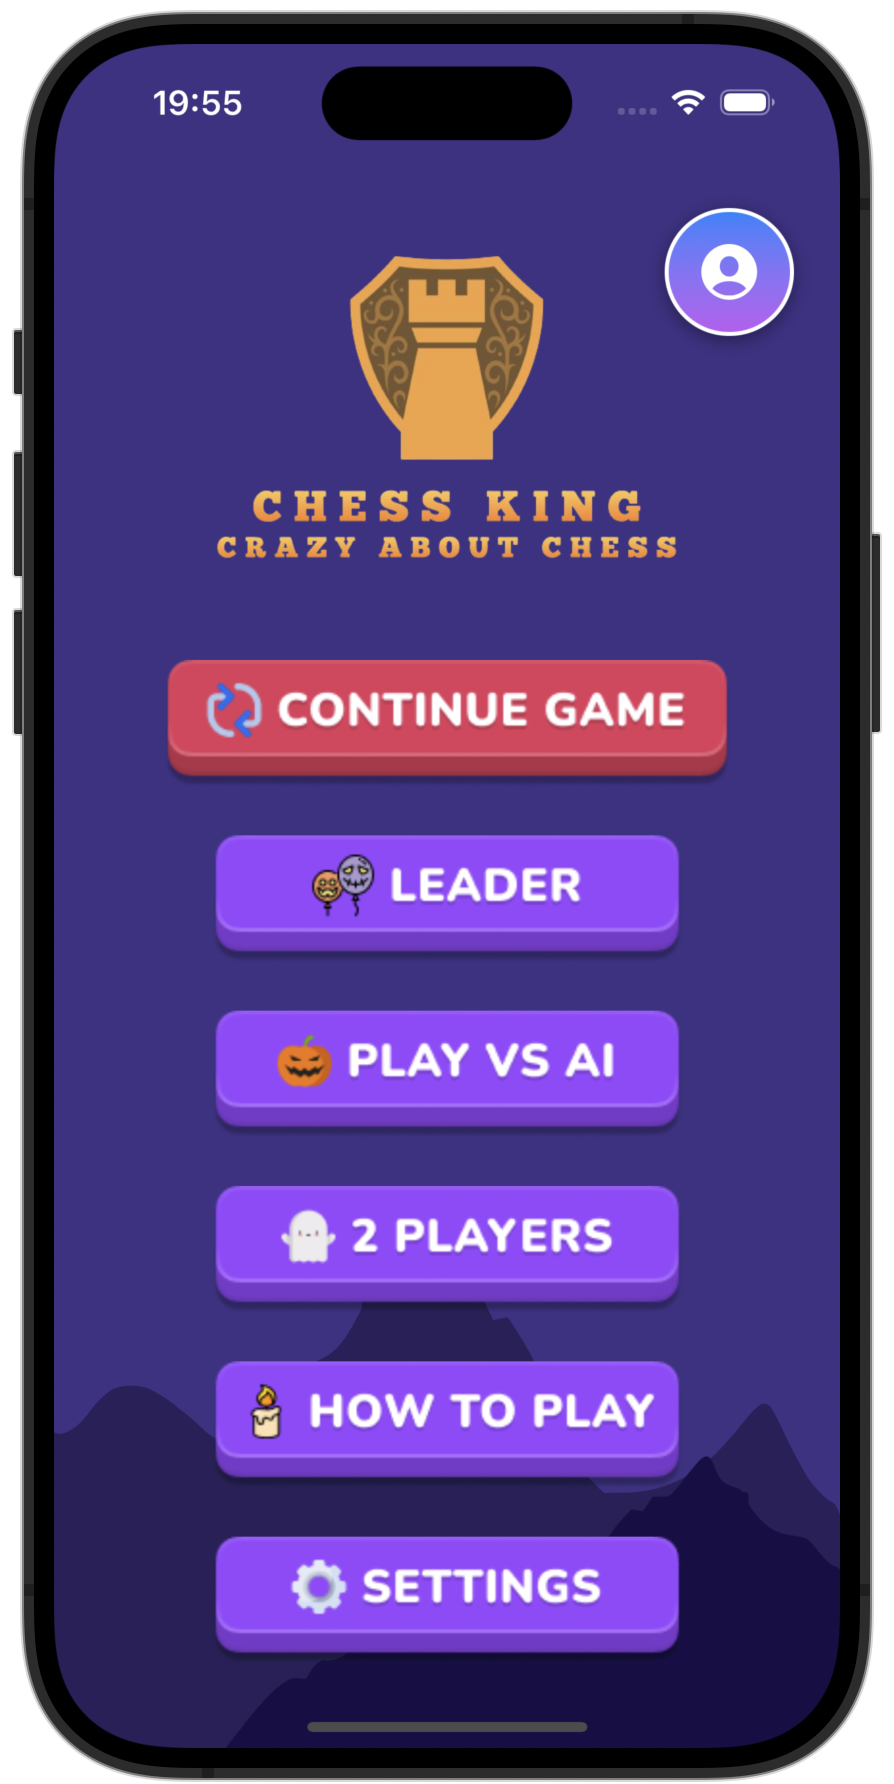 19:55
CHESS KING
CRAZY ABOUT CHESS
CONTINUE GAME
LEADER
PLAY VS AI
2 PLAYERS
HOW TO PLAY
SETTINGS